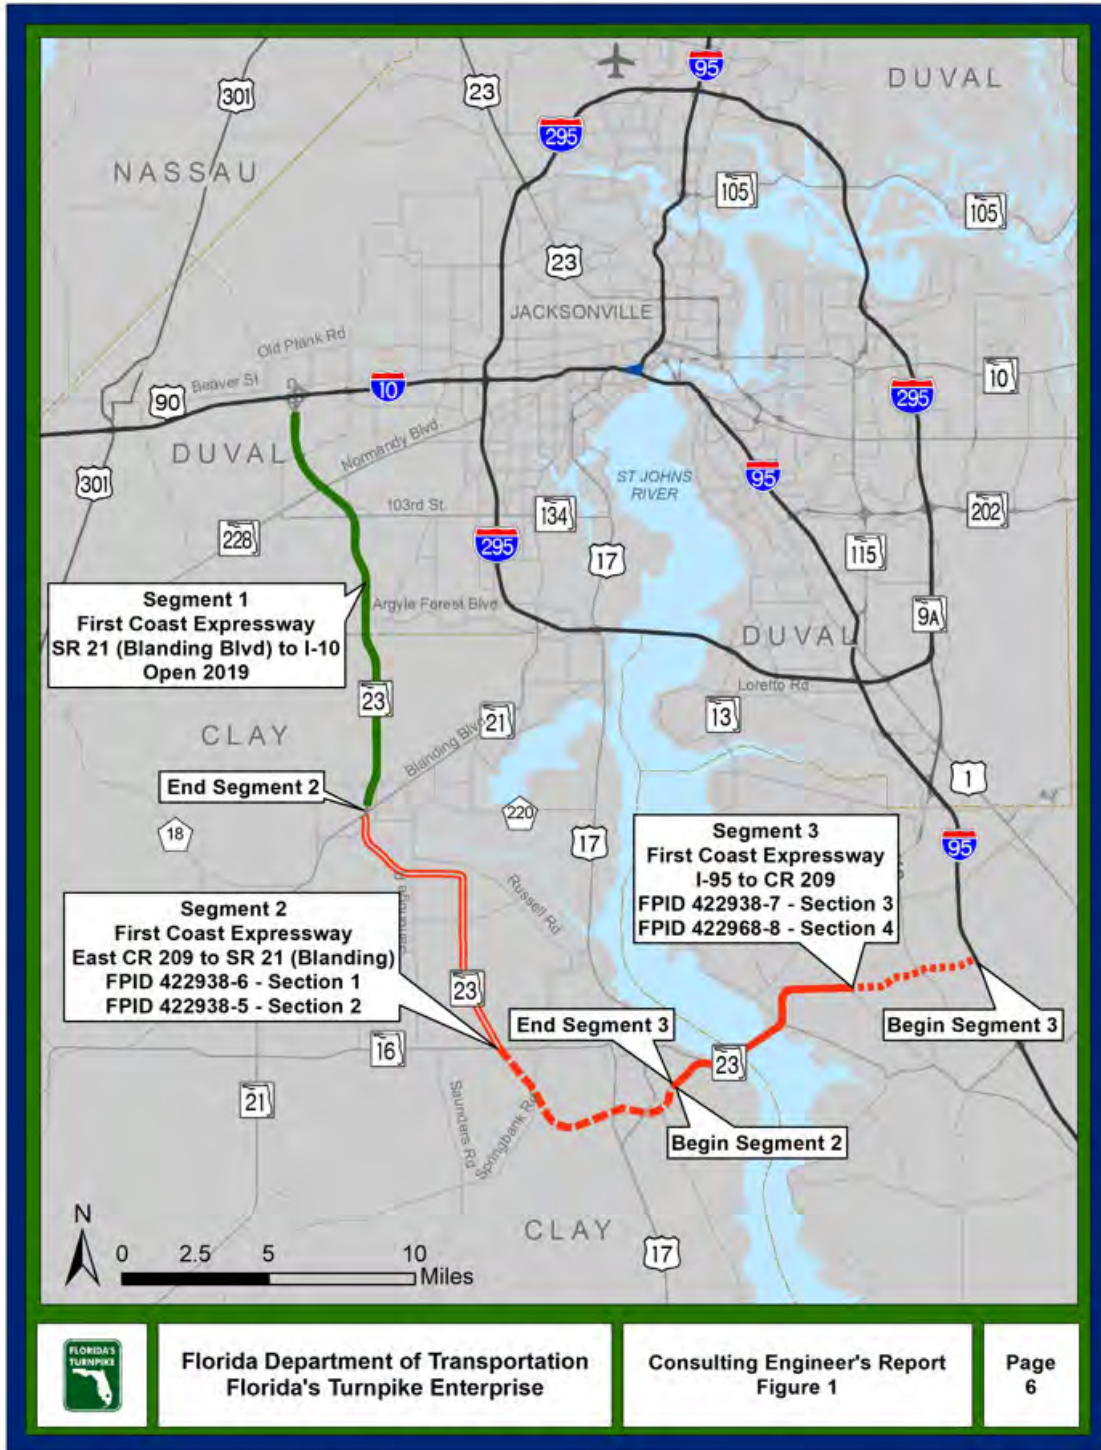 95
DUVAL
301
23
295
NASSAU
105
105
23
JACKSONVILLE
Old Plank Rd
Beaver St
10
10
90
295
DUVAL
Normandy Blvd.
ST JOHNS
RIVER
95
301
103rd St.
134
202
228
295
17
115
Segment 1
First Coast Expressway
SR 21 (Blanding Blvd) to I-10
Open 2019
Argyle Forest Blvd.
9A
DUVAL
Loretto Rd
23
21
13
CLAY
Blanding Blvd
End Segment 2
1
220
18
17
95
Segment 3
First Coast Expressway
I-95 to CR 209
FPID 422938-7 - Section 3
FPID 422968-8 - Section 4
Russell Rd
Segment 2
First Coast Expressway
East CR 209 to SR 21 (Blanding)
FPID 422938-6 - Section 1
FPID 422938-5 - Section 2
23
End Segment 3
Begin Segment 3
16
23
21
Saunders Rd
Springbank Rd
Begin Segment 2
N
CLAY
0 2.5 5 10
Miles
17
FLORIDA'S
TURNPIKE
Florida Department of Transportation
Florida's Turnpike Enterprise
Consulting Engineer's Report
Figure 1
Page
6